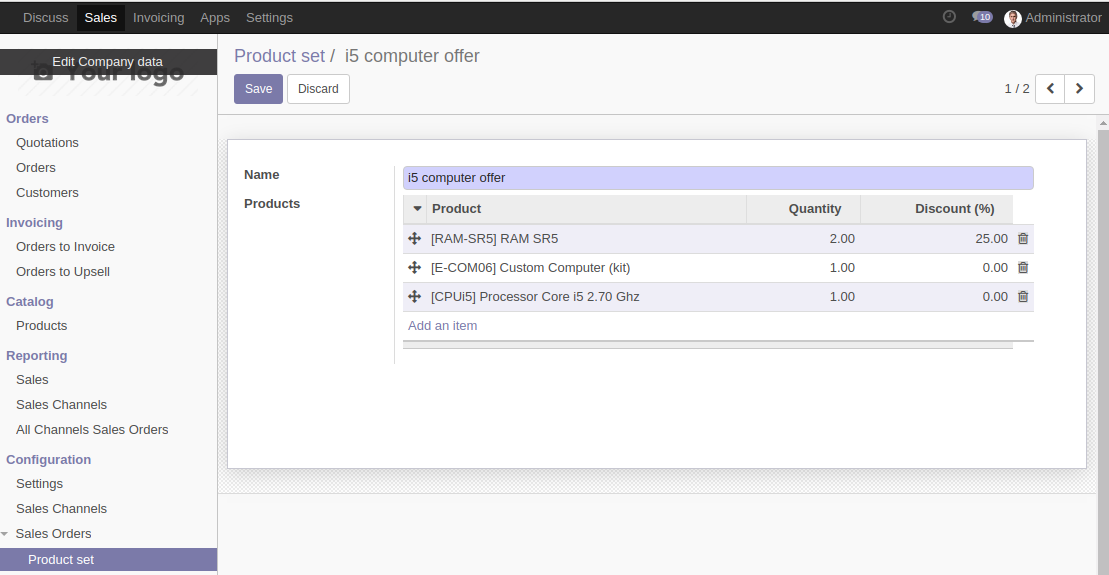 Discuss Sales Invoicing Apps Settings 10 Administrator
Edit Company data
Your logo
Orders
Quotations
Orders
Customers
Invoicing
Orders to Invoice
Orders to Upsell
Catalog
Products
Reporting
Sales
Sales Channels
All Channels Sales Orders
Configuration
Settings
Sales Channels
Sales Orders
Product set
Product set / i5 computer offer
Save Discard 1 / 2
Name i5 computer offer
Products
Product Quantity Discount (%)
[RAM-SR5] RAM SR5 2.00 25.00
[E-COM06] Custom Computer (kit) 1.00 0.00
[CPUi5] Processor Core i5 2.70 Ghz 1.00 0.00
Add an item